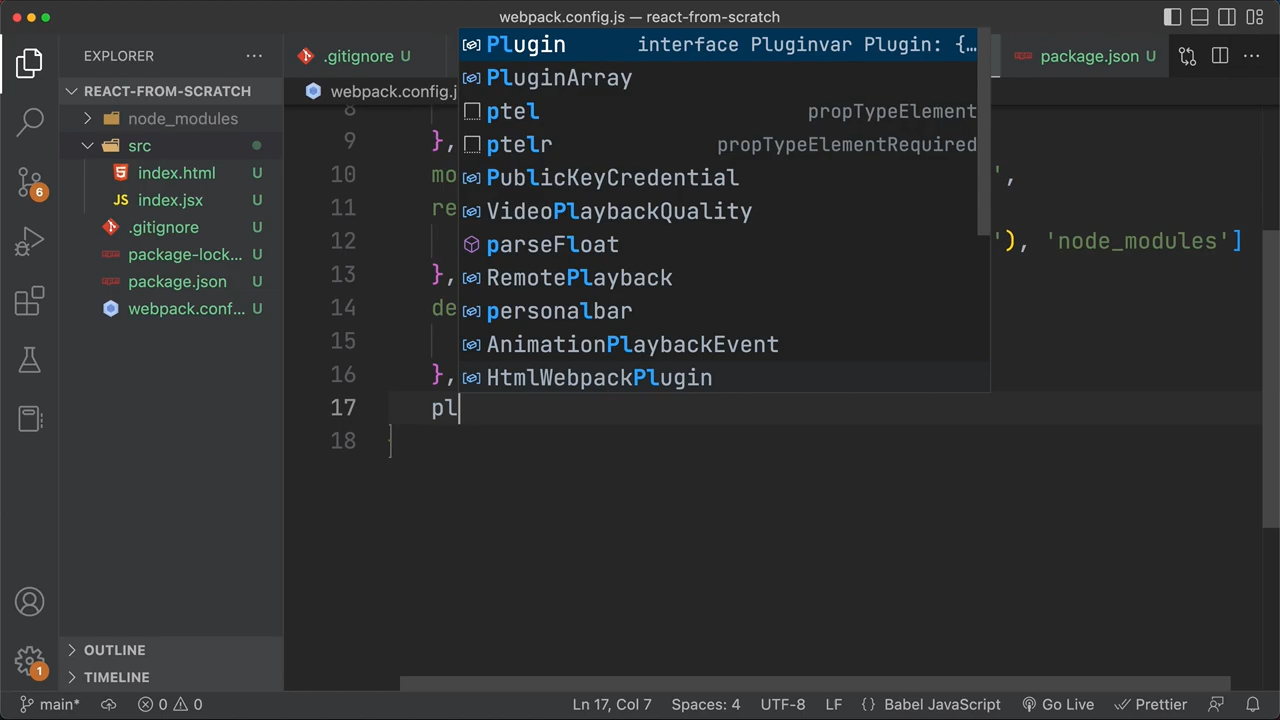 webpack.config.js — react-from-scratch
EXPLORER
.gitignore U
package.json U
REACT-FROM-SCRATCH
node_modules
src
index.html U
JS index.jsx U
.gitignore U
package-lock... U
package.json U
webpack.conf... U
OUTLINE
TIMELINE
webpack.config.j
Plugin interface Pluginvar Plugin: {…
PluginArray
ptel propTypeElement
ptelr propTypeElementRequired
PublicKeyCredential
VideoPlaybackQuality
parseFloat
RemotePlayback
personalbar
AnimationPlaybackEvent
HtmlWebpackPlugin
8
9 },
10 mo ',
11 re
12 '), 'node_modules']
13 },
14 de
15
16 },
17 pl
18 }
6
1
main* 0 0 Ln 17, Col 7 Spaces: 4 UTF-8 LF {} Babel JavaScript Go Live Prettier